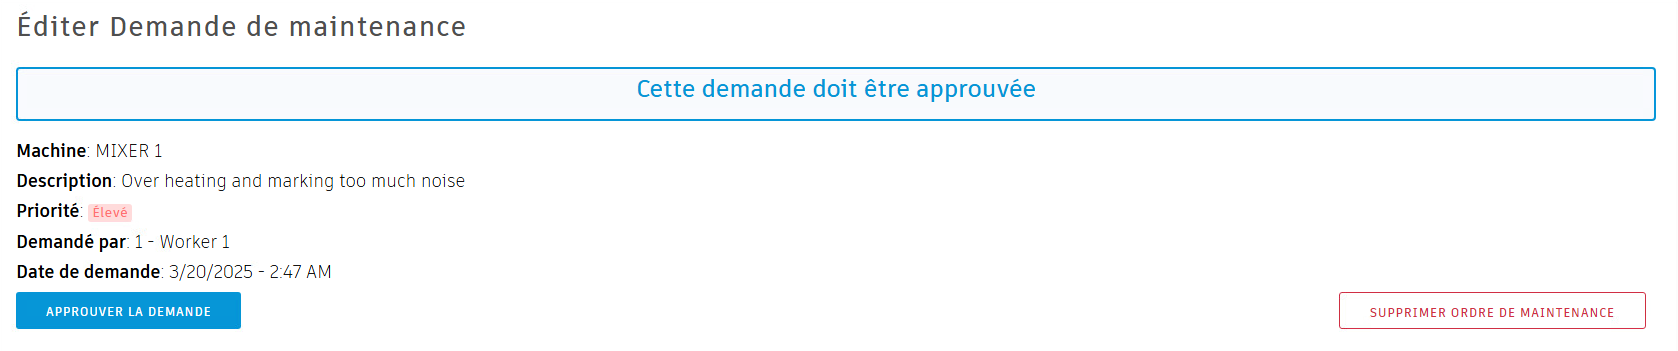 Éditer Demande de maintenance
Cette demande doit être approuvée
Machine: MIXER 1
Description: Over heating and marking too much noise
Priorité: Élevé
Demandé par: 1 - Worker 1
Date de demande: 3/20/2025 - 2:47 AM
APPROUVER LA DEMANDE
SUPPRIMER ORDRE DE MAINTENANCE